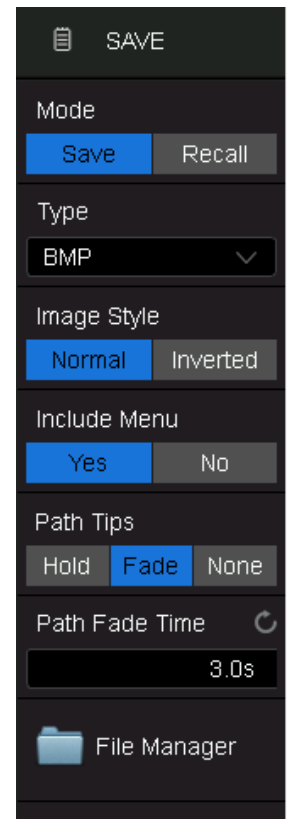 SAVE
Mode
Save Recall
Type
BMP
Image Style
Normal Inverted
Include Menu
Yes No
Path Tips
Hold Fade None
Path Fade Time
3.0s
File Manager